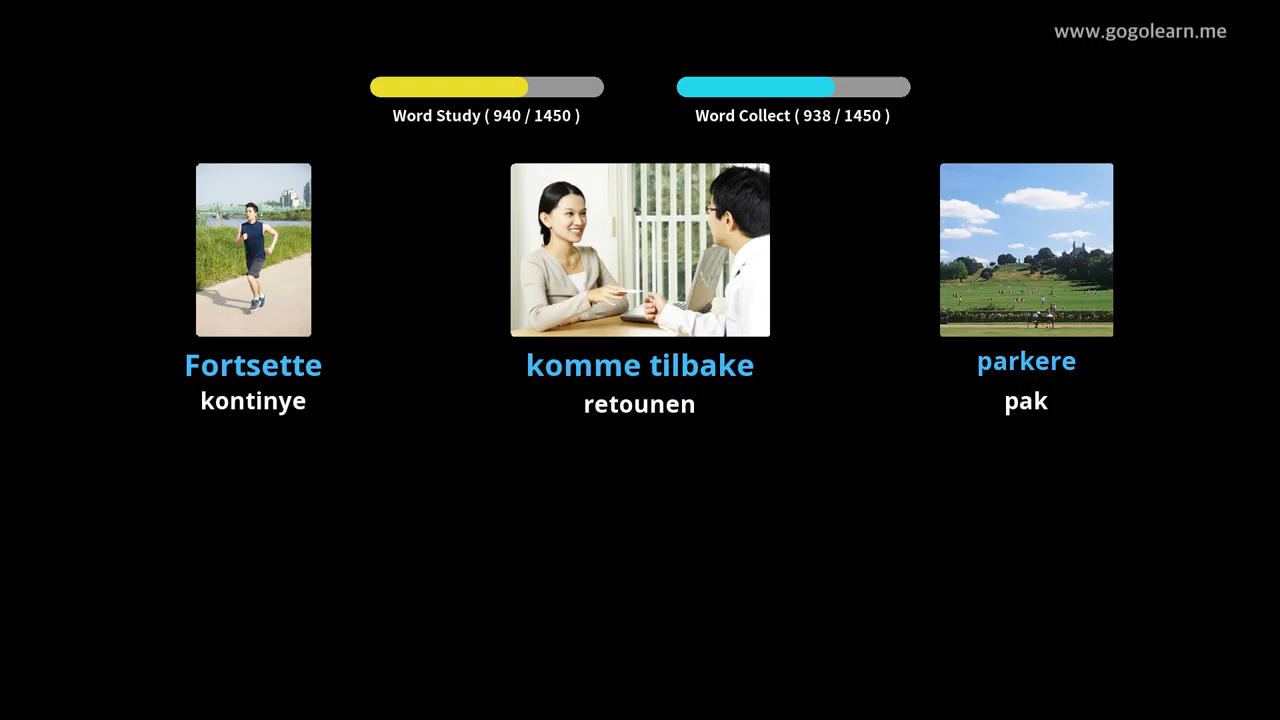 www.gogolearn.me
Word Study ( 940 / 1450 )
Word Collect ( 938 / 1450 )
Fortsette
kontinye
komme tilbake
retounen
parkere
pak